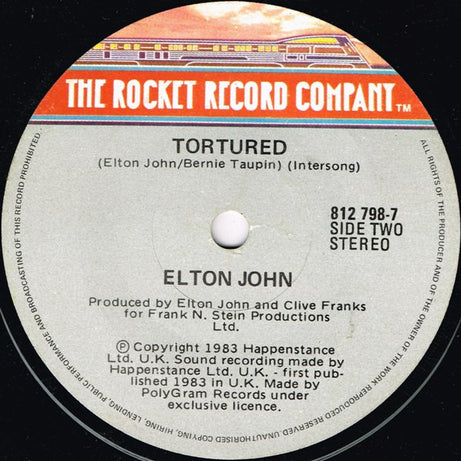 THE ROCKET RECORD COMPANY™
TORTURED
(Elton John/Bernie Taupin) (Intersong)
812 798-7
SIDE TWO
STEREO
ELTON JOHN
Produced by Elton John and Clive Franks
for Frank N. Stein Productions
Ltd.
Ⓟ Copyright 1983 Happenstance
Ltd. U.K. Sound recording made by
Happenstance Ltd. U.K. - first pub-
lished 1983 in U.K. Made by
PolyGram Records under
exclusive licence.
ALL RIGHTS OF THE PRODUCER AND OF THE OWNER OF THE WORK REPRODUCED RESERVED. UNAUTHORISED COPYING, HIRING, LENDING, PUBLIC PERFORMANCE AND BROADCASTING OF THIS RECORD PROHIBITED.